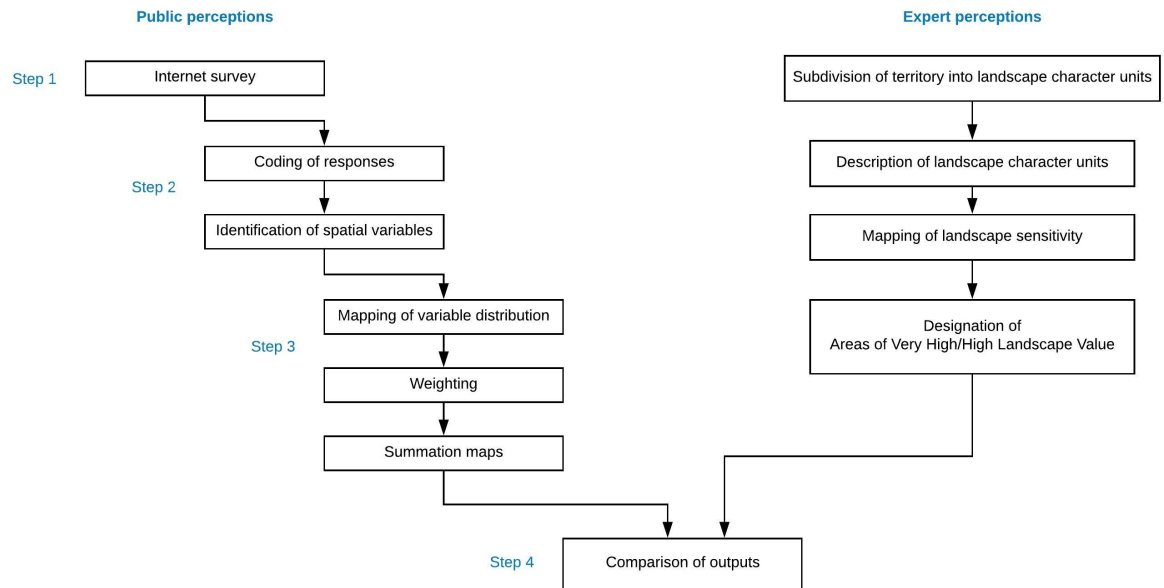 Public perceptions
Expert perceptions
Step 1
Internet survey
Subdivision of territory into landscape character units
Coding of responses
Description of landscape character units
Step 2
Identification of spatial variables
Mapping of landscape sensitivity
Mapping of variable distribution
Designation of
Areas of Very High/High Landscape Value
Step 3
Weighting
Summation maps
Step 4
Comparison of outputs